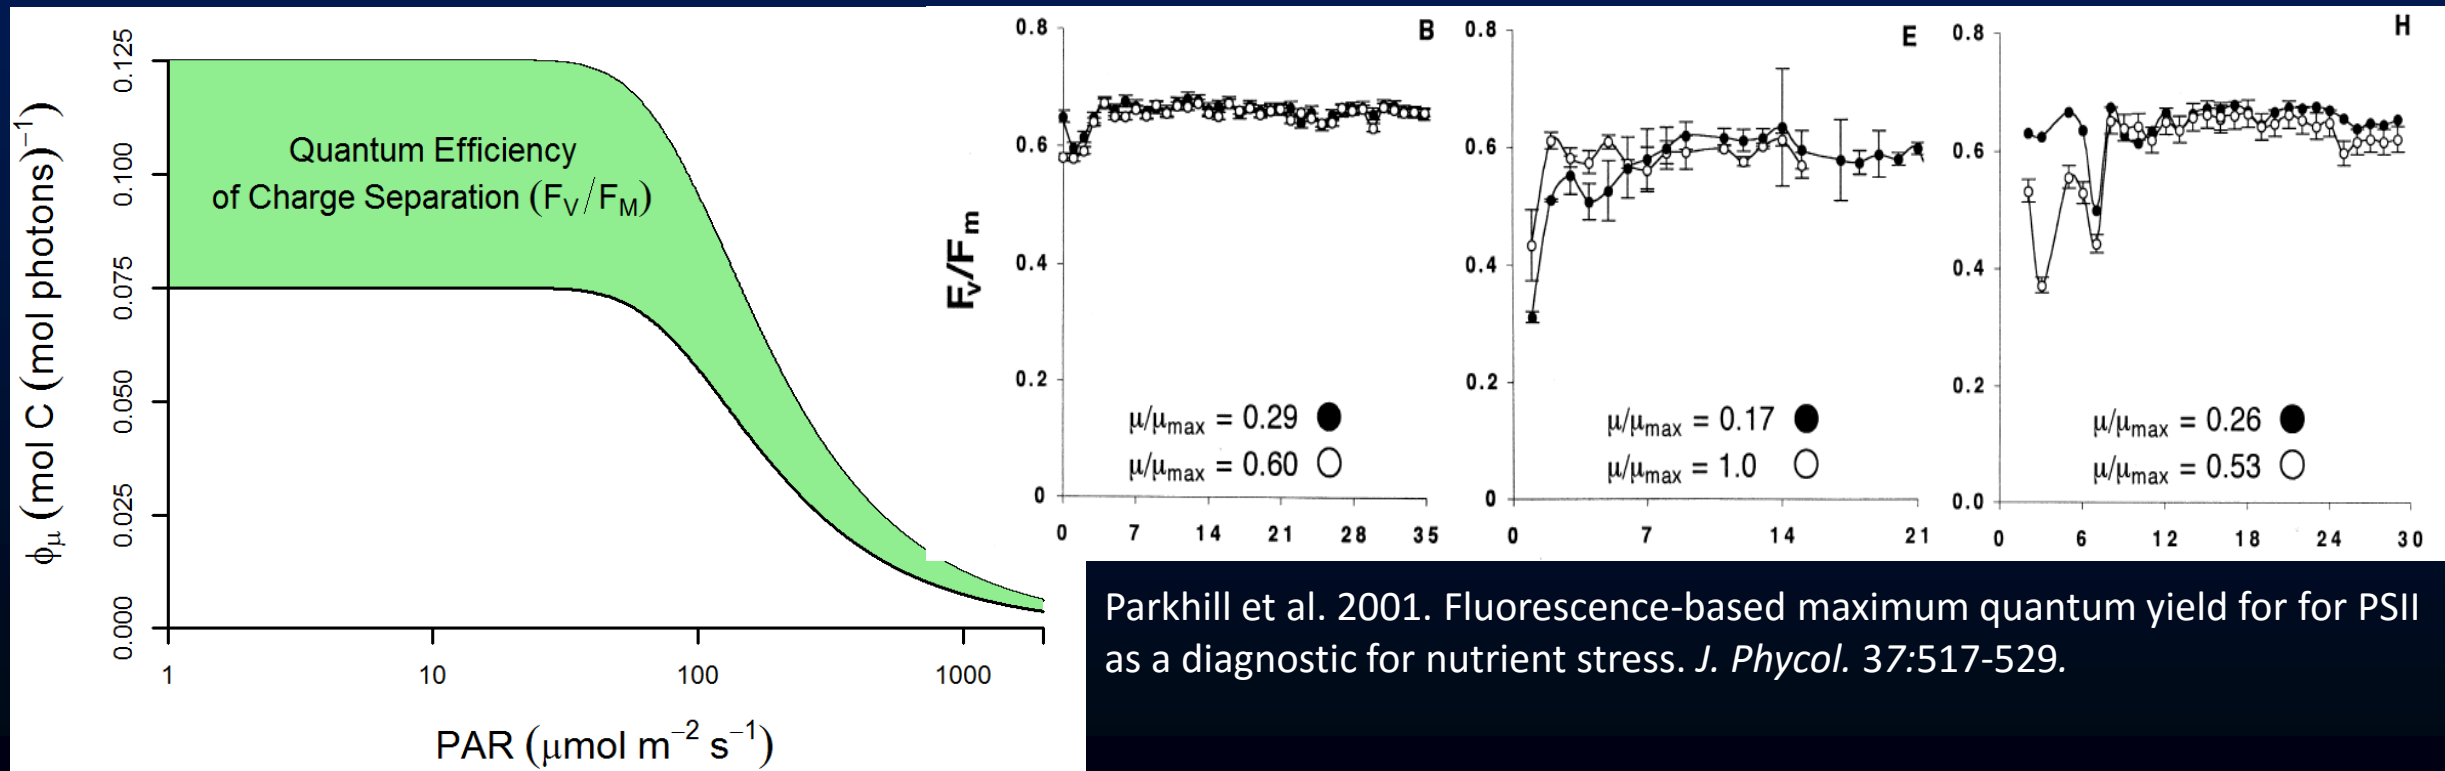 ϕμ (mol C (mol photons)⁻¹)
0.125
0.100
0.075
0.050
0.025
0.000
Quantum Efficiency
of Charge Separation (FV/FM)
1
10
100
1000
PAR (μmol m⁻² s⁻¹)
Fv/Fm
B
0.8
0.6
0.4
0.2
0
μ/μmax = 0.29
μ/μmax = 0.60
0 7 14 21 28 35
E
0.8
0.6
0.4
0.2
0
μ/μmax = 0.17
μ/μmax = 1.0
0 7 14 21
H
0.8
0.6
0.4
0.2
0.0
μ/μmax = 0.26
μ/μmax = 0.53
0 6 12 18 24 30
Parkhill et al. 2001. Fluorescence-based maximum quantum yield for for PSII
as a diagnostic for nutrient stress. J. Phycol. 37:517-529.